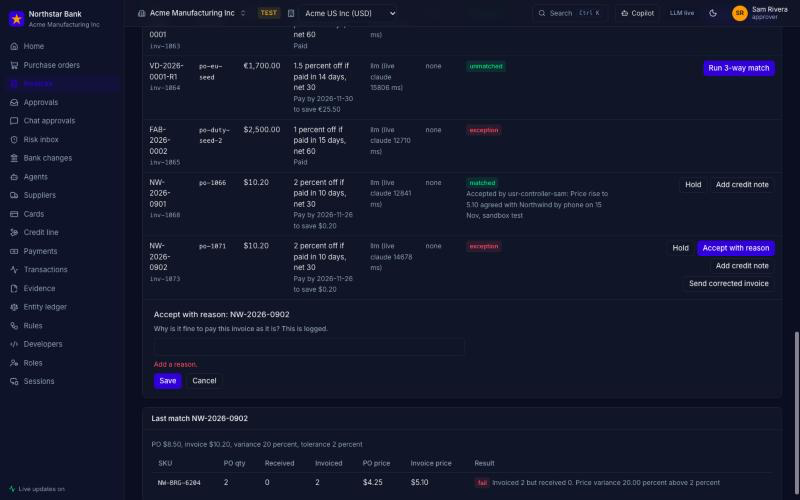 Northstar Bank
Acme Manufacturing Inc
Acme Manufacturing Inc
TEST
Acme US Inc (USD)
Search Ctrl K
Copilot
LLM live
SR
Sam Rivera
approver
Home
Purchase orders
Invoices
Approvals
Chat approvals
Risk inbox
Bank changes
Agents
Suppliers
Cards
Credit line
Payments
Transactions
Evidence
Entity ledger
Rules
Developers
Roles
Sessions
Live updates on
0001
inv-1063
net 60
Paid
ms)
VD-2026-
0001-R1
inv-1064
po-eu-
seed
€1,700.00
1.5 percent off if
paid in 14 days,
net 30
Pay by 2026-11-30
to save €25.50
llm (live
claude
15806 ms)
none
unmatched
Run 3-way match
FAB-
2026-
0002
inv-1065
po-duty-
seed-2
$2,500.00
1 percent off if
paid in 15 days,
net 60
Paid
llm (live
claude 12710
ms)
none
exception
NW-
2026-
0901
inv-1068
po-1066
$10.20
2 percent off if
paid in 10 days,
net 30
Pay by 2026-11-26
to save $0.20
llm (live
claude 12841
ms)
none
matched
Accepted by usr-controller-sam: Price rise to
5.10 agreed with Northwind by phone on 15
Nov, sandbox test
Hold
Add credit note
NW-
2026-
0902
inv-1073
po-1071
$10.20
2 percent off if
paid in 10 days,
net 30
Pay by 2026-11-26
to save $0.20
llm (live
claude 14678
ms)
none
exception
Hold
Accept with reason
Add credit note
Send corrected invoice
Accept with reason: NW-2026-0902
Why is it fine to pay this invoice as it is? This is logged.
Add a reason.
Save
Cancel
Last match NW-2026-0902
PO $8.50, invoice $10.20, variance 20 percent, tolerance 2 percent
SKU PO qty Received Invoiced PO price Invoice price Result
NW-BRG-6204 2 0 2 $4.25 $5.10 fail Invoiced 2 but received 0. Price variance 20.00 percent above 2 percent